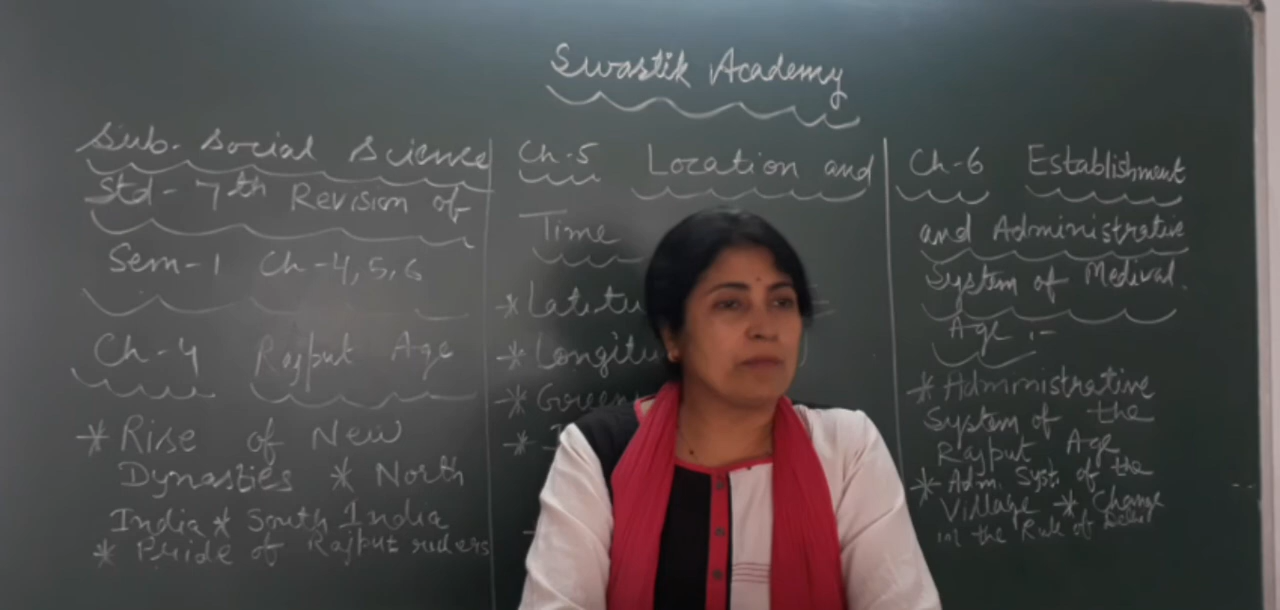 Swastik Academy
Sub. Social Science
Std - 7th Revision of
Sem-1 Ch-4, 5, 6
Ch-4 Rajput Age
* Rise of New
Dynasties * North
India * South India
* Pride of Rajput rulers
Ch-5 Location and
Time
* Latitu
* Longitu
* Green
Ch-6 Establishment
and Administrative
System of Medival
Age :-
* Administrative
System of the
Rajput Age
* Adm. Syst. of the
Village * Change
in the Rule of Delhi